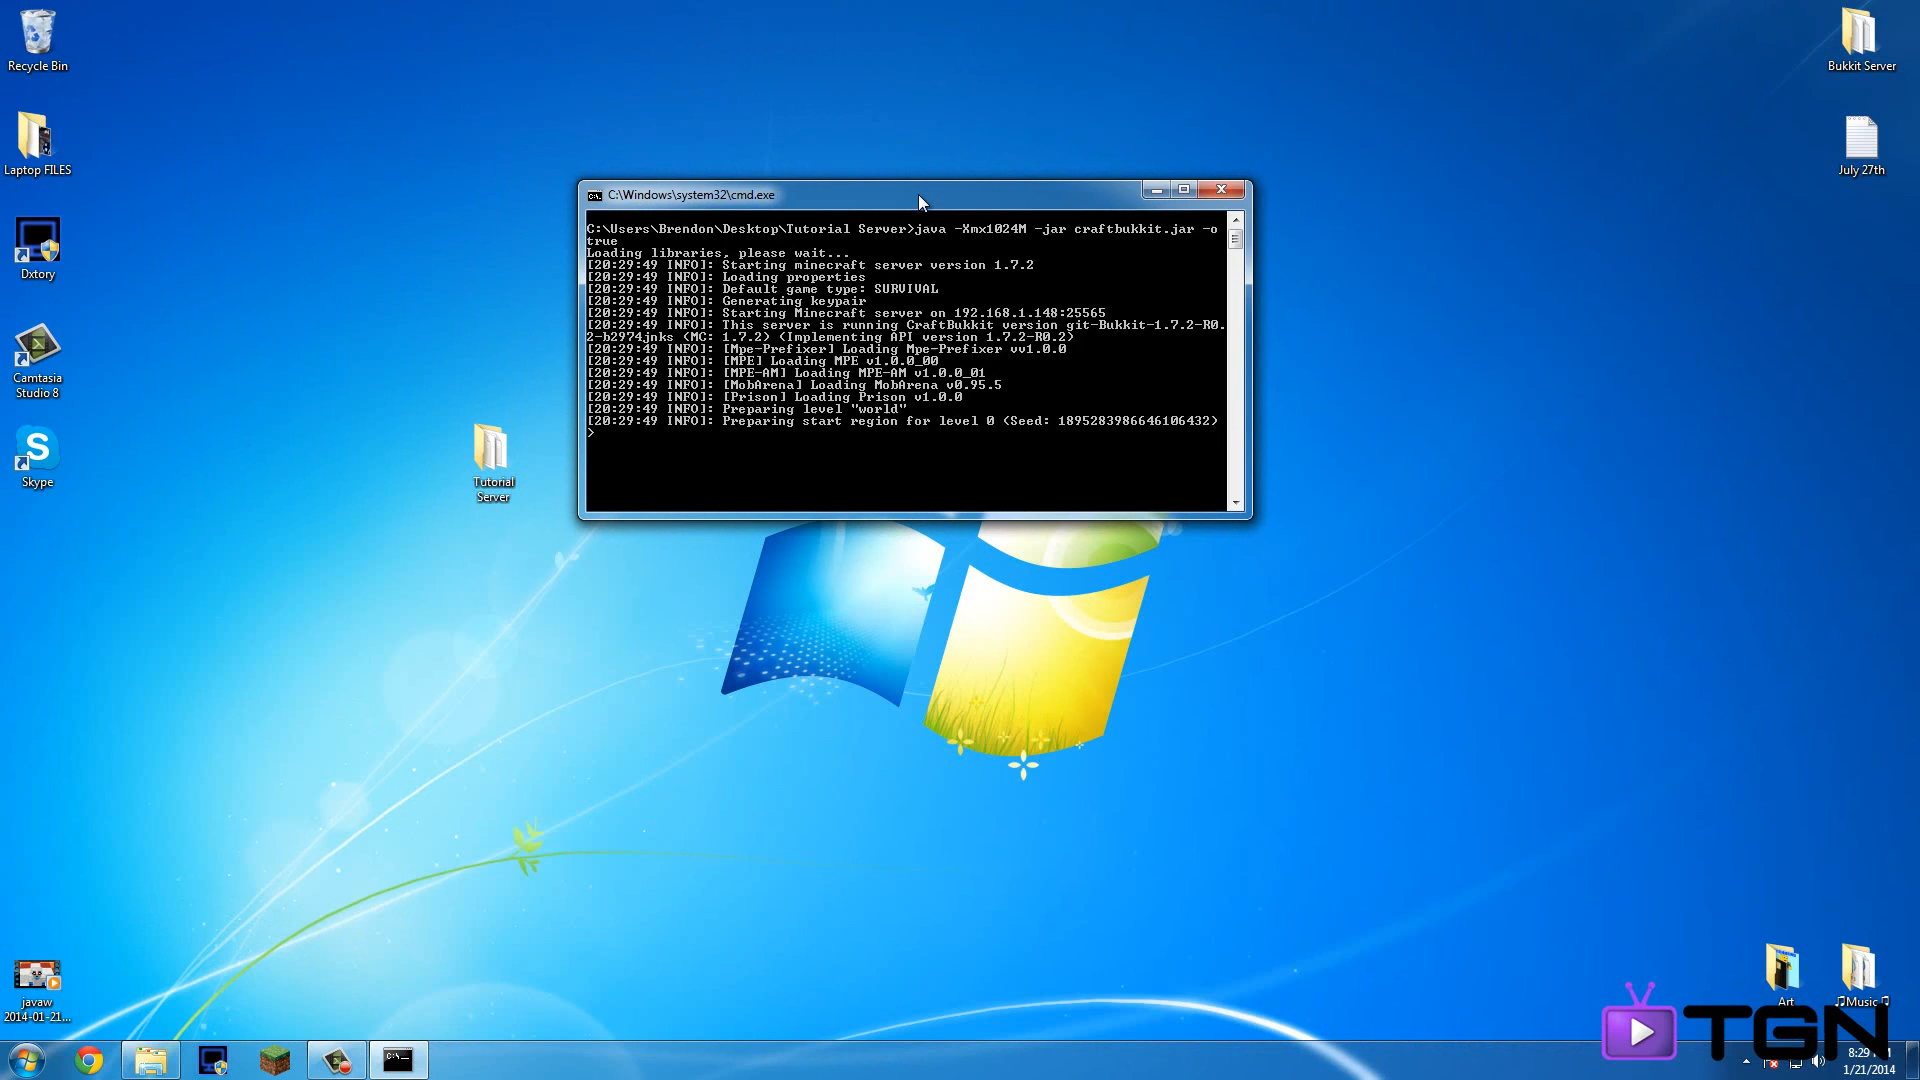 Recycle Bin
Laptop FILES
Dxtory
Camtasia
Studio 8
Skype
Tutorial
Server
javaw
2014-01-21...
C:\Windows\system32\cmd.exe
C:\Users\Brendon\Desktop\Tutorial Server>java -Xmx1024M -jar craftbukkit.jar -o
true
Loading libraries, please wait...
[20:29:49 INFO]: Starting minecraft server version 1.7.2
[20:29:49 INFO]: Loading properties
[20:29:49 INFO]: Default game type: SURVIVAL
[20:29:49 INFO]: Generating keypair
[20:29:49 INFO]: Starting Minecraft server on 192.168.1.148:25565
[20:29:49 INFO]: This server is running CraftBukkit version git-Bukkit-1.7.2-R0.
2-b2974jnks (MC: 1.7.2) (Implementing API version 1.7.2-R0.2)
[20:29:49 INFO]: [Mpe-Prefixer] Loading Mpe-Prefixer vv1.0.0
[20:29:49 INFO]: [MPE] Loading MPE v1.0.0_00
[20:29:49 INFO]: [MPE-AM] Loading MPE-AM v1.0.0_01
[20:29:49 INFO]: [MobArena] Loading MobArena v0.95.5
[20:29:49 INFO]: [Prison] Loading Prison v1.0.0
[20:29:49 INFO]: Preparing level "world"
[20:29:49 INFO]: Preparing start region for level 0 (Seed: 1895283986646106432)
>
Bukkit Server
July 27th
Art
♫Music♫
TGN
8:29
1/21/2014